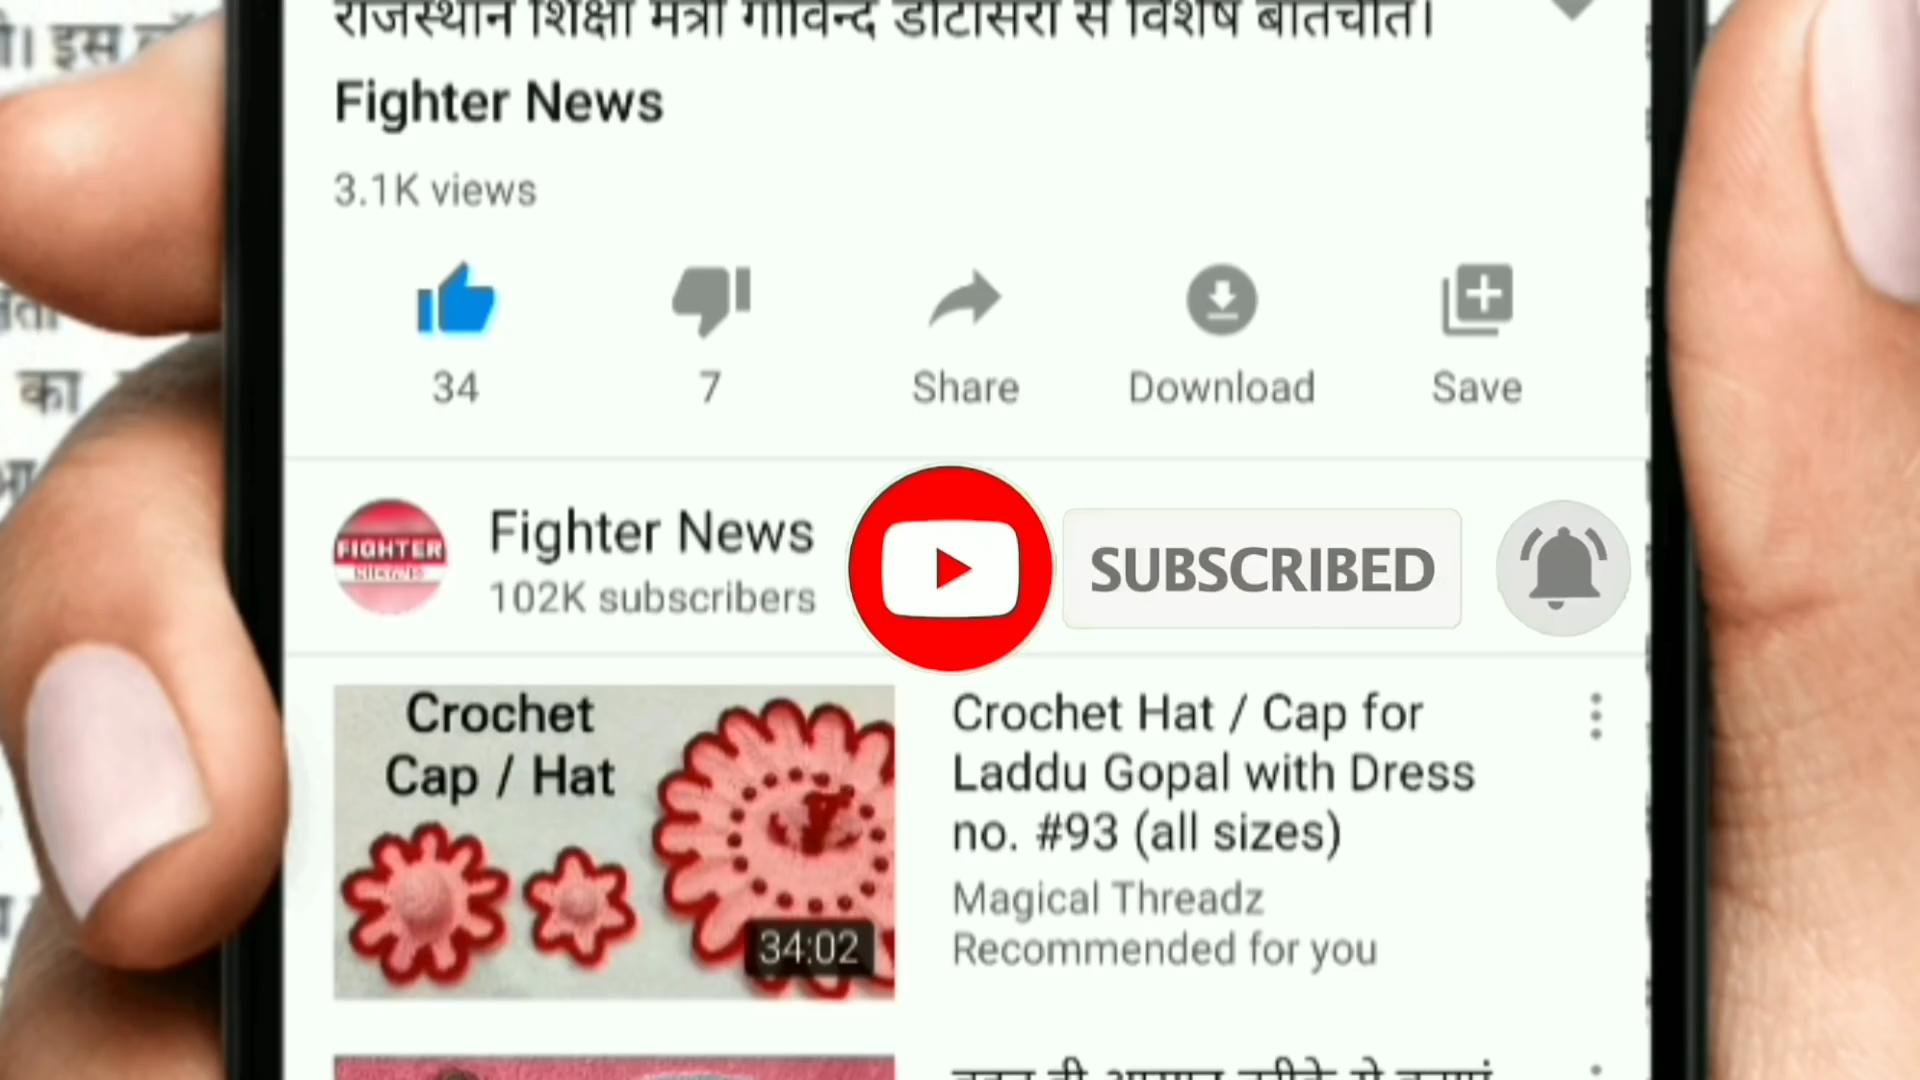 राजस्थान शिक्षा मंत्री गोविन्द डोटासरा से विशेष बातचीत।
Fighter News
3.1K views
34
7
Share
Download
Save
FIGHTER
Fighter News
102K subscribers
SUBSCRIBED
Crochet
Cap / Hat
34:02
Crochet Hat / Cap for
Laddu Gopal with Dress
no. #93 (all sizes)
Magical Threadz
Recommended for you
इस
का